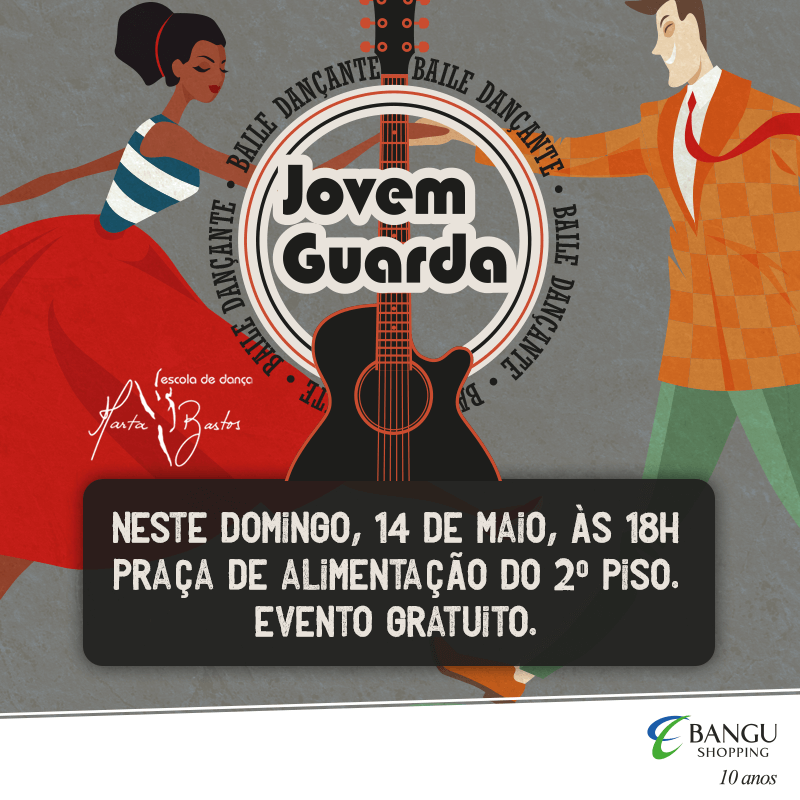 BAILE DANÇANTE • BAILE DANÇANTE • BAILE DANÇANTE • BAILE DANÇANTE •
Jovem
Guarda
escola de dança
Marta Bastos
NESTE DOMINGO, 14 DE MAIO, ÀS 18H
PRAÇA DE ALIMENTAÇÃO DO 2º PISO.
EVENTO GRATUITO.
BANGU
SHOPPING
10 anos